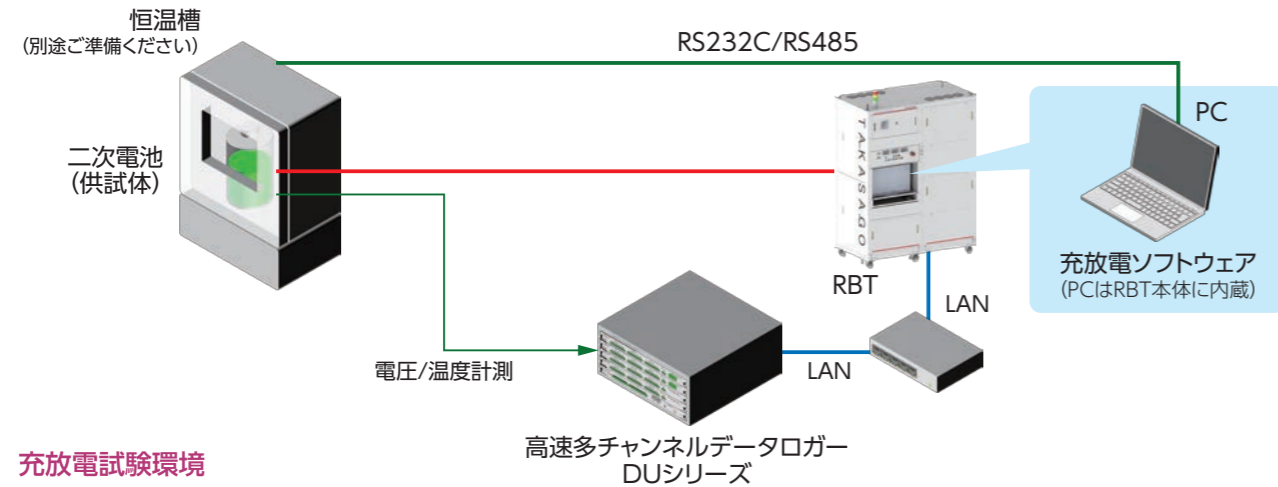 恒温槽
(別途ご準備ください)
RS232C/RS485
PC
二次電池
(供試体)
TAKASAGO
充放電ソフトウェア
(PCはRBT本体に内蔵)
RBT
LAN
電圧/温度計測
LAN
高速多チャンネルデータロガー
DUシリーズ
充放電試験環境